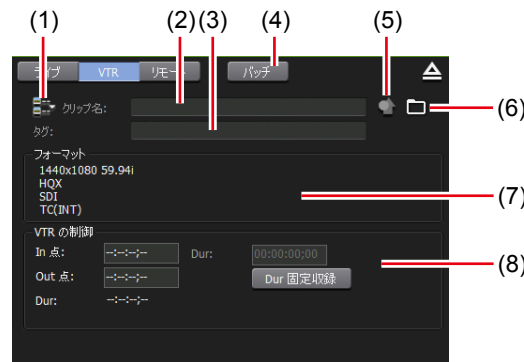 (1) (2) (3) (4) (5)
ライブ VTR リモート バッチ
クリップ名:
(6)
タグ:
フォーマット
1440x1080 59.94i
HQX
(7)
SDI
TC(INT)
VTR の制御
In 点: --:--:--;-- Dur: 00:00:00;00
(8)
Out 点: --:--:--;-- Dur 固定収録
Dur: --:--:--;--